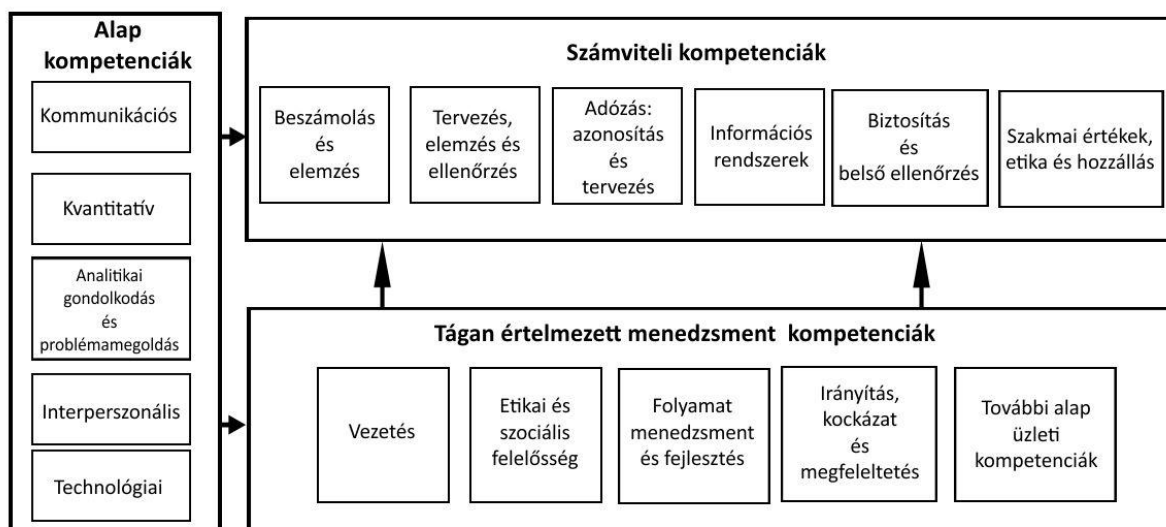 Alap
kompetenciák
Kommunikációs
Kvantitatív
Analitikai
gondolkodás
és
problémamegoldás
Interperszonális
Technológiai
Számviteli kompetenciák
Beszámolás
és
elemzés
Tervezés,
elemzés és
ellenőrzés
Adózás:
azonosítás
és
tervezés
Információs
rendszerek
Biztosítás
és
belső ellenőrzés
Szakmai értékek,
etika és hozzállás
Tágan értelmezett menedzsment kompetenciák
Vezetés
Etikai és
szociális
felelősség
Folyamat
menedzsment
és fejlesztés
Irányítás,
kockázat
és
megfeleltetés
További alap
üzleti
kompetenciák